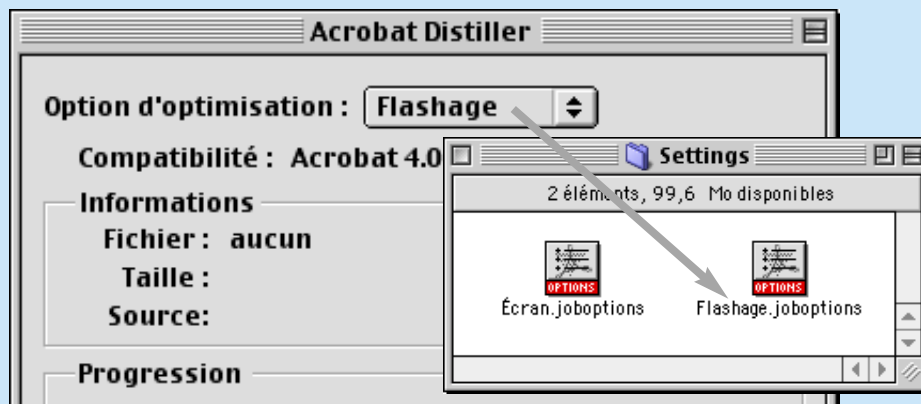 Acrobat Distiller
Option d'optimisation : Flashage
Compatibilité : Acrobat 4.0
Informations
Fichier : aucun
Taille :
Source:
Progression
Settings
2 éléments, 99,6 Mo disponibles
OPTIONS OPTIONS
Écran.joboptions Flashage.joboptions